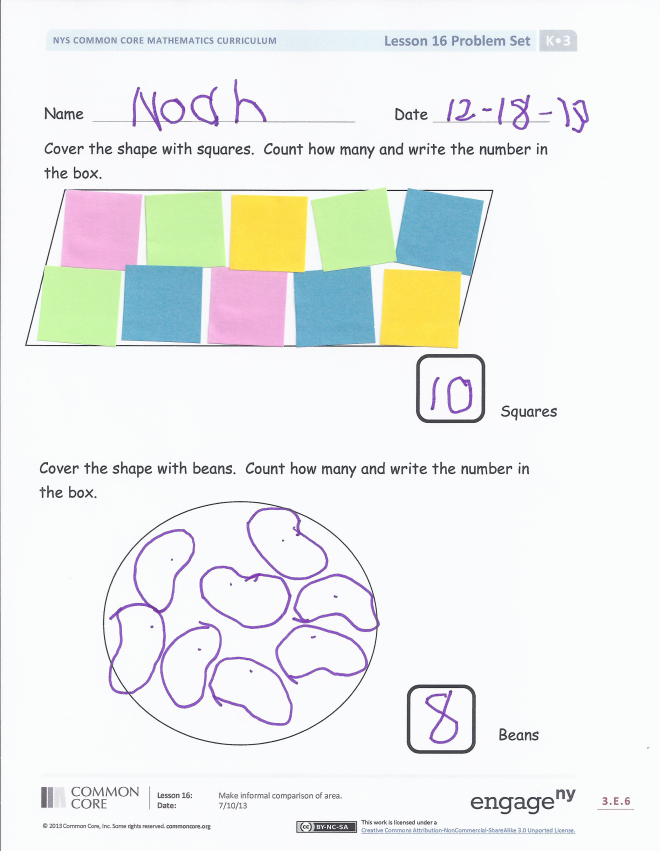 NYS COMMON CORE MATHEMATICS CURRICULUM Lesson 16 Problem Set K•3
Name Noah Date 12-18-18
Cover the shape with squares. Count how many and write the number in
the box.
10 Squares
Cover the shape with beans. Count how many and write the number in
the box.
8 Beans
COMMON CORE
Lesson 16: Make informal comparison of area.
Date: 7/10/13
engage ny 3.E.6
© 2013 Common Core, Inc. Some rights reserved. commoncore.org
(cc) BY-NC-SA
This work is licensed under a
Creative Commons Attribution-NonCommercial-ShareAlike 3.0 Unported License.